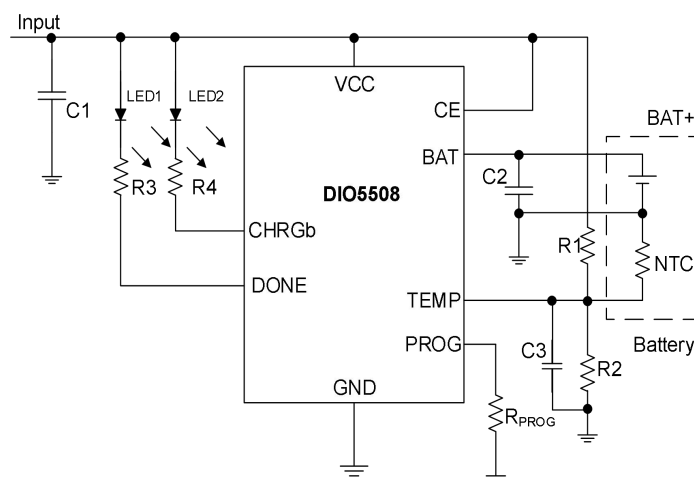 Input
VCC
LED1
LED2
C1
CE
BAT+
BAT
C2
R3
R4
DIO5508
CHRGb
R1
NTC
DONE
TEMP
PROG
C3
R2
Battery
GND
RPROG